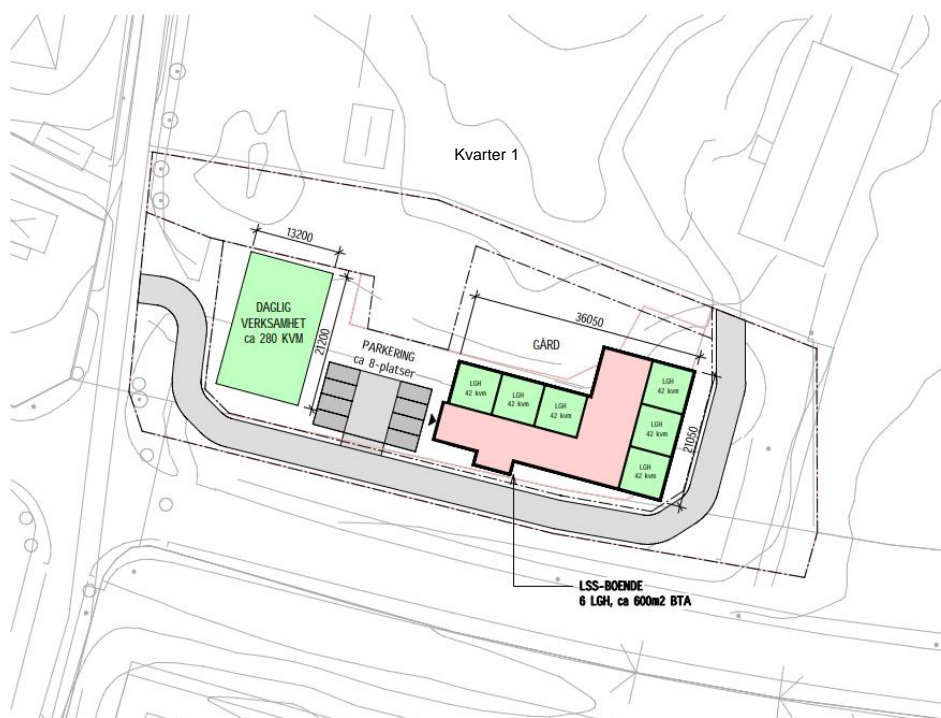 Kvarter 1
13200
DAGLIG
VERKSAMHET
ca 280 KVM
21200
PARKERING
ca 8-platser
36050
GÅRD
LGH
42 kvm
LGH
42 kvm
LGH
42 kvm
LGH
42 kvm
LGH
42 kvm
LGH
42 kvm
21050
LSS-BOENDE
6 LGH, ca 600m2 BTA